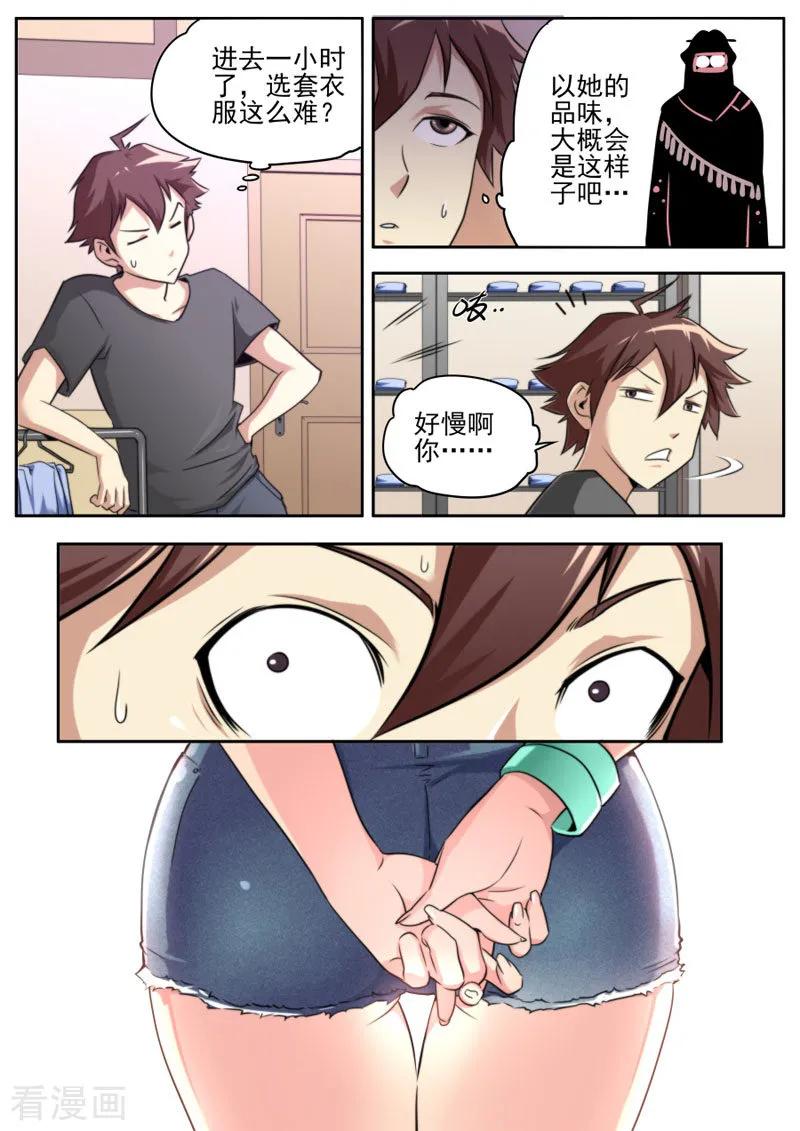 进去一小时
了，选套衣
服这么难？
以她的
品味，
大概会
是这样
子吧…
咳
好慢啊
你……
看漫画